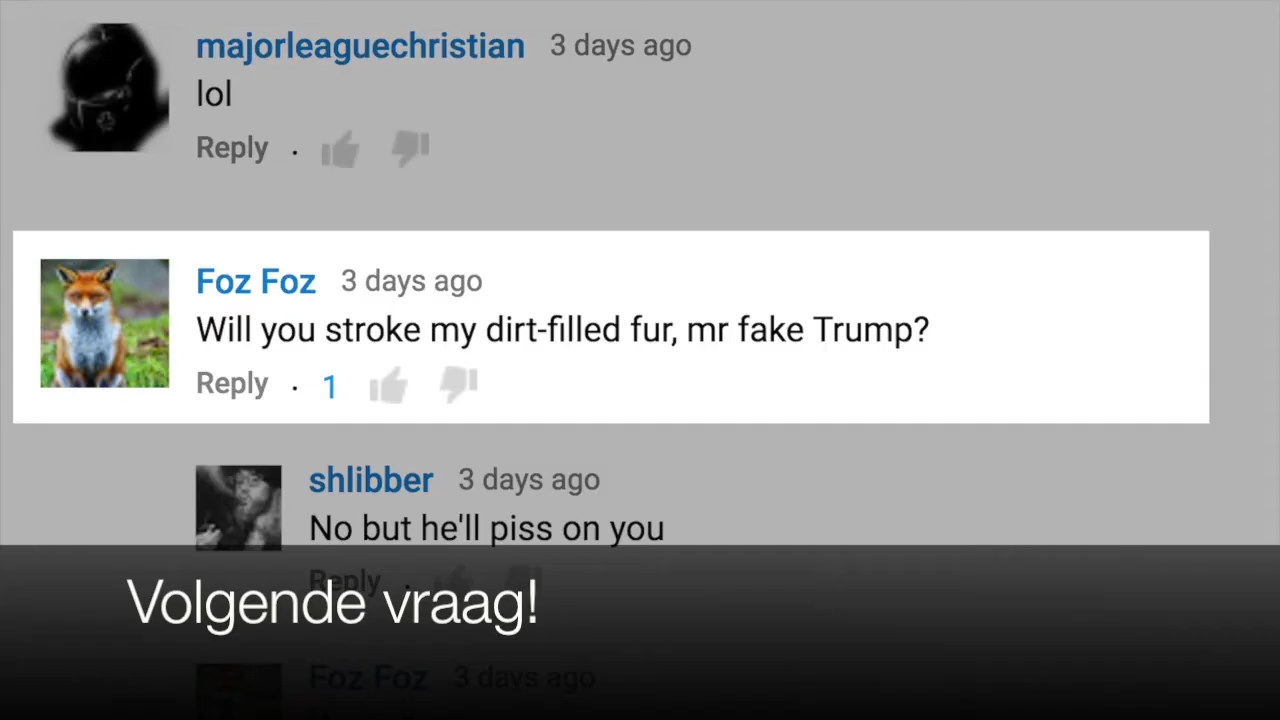 majorleaguechristian 3 days ago
lol
Reply .
Foz Foz 3 days ago
Will you stroke my dirt-filled fur, mr fake Trump?
Reply . 1
shlibber 3 days ago
No but he'll piss on you
Reply .
Volgende vraag!
Foz Foz 3 days ago